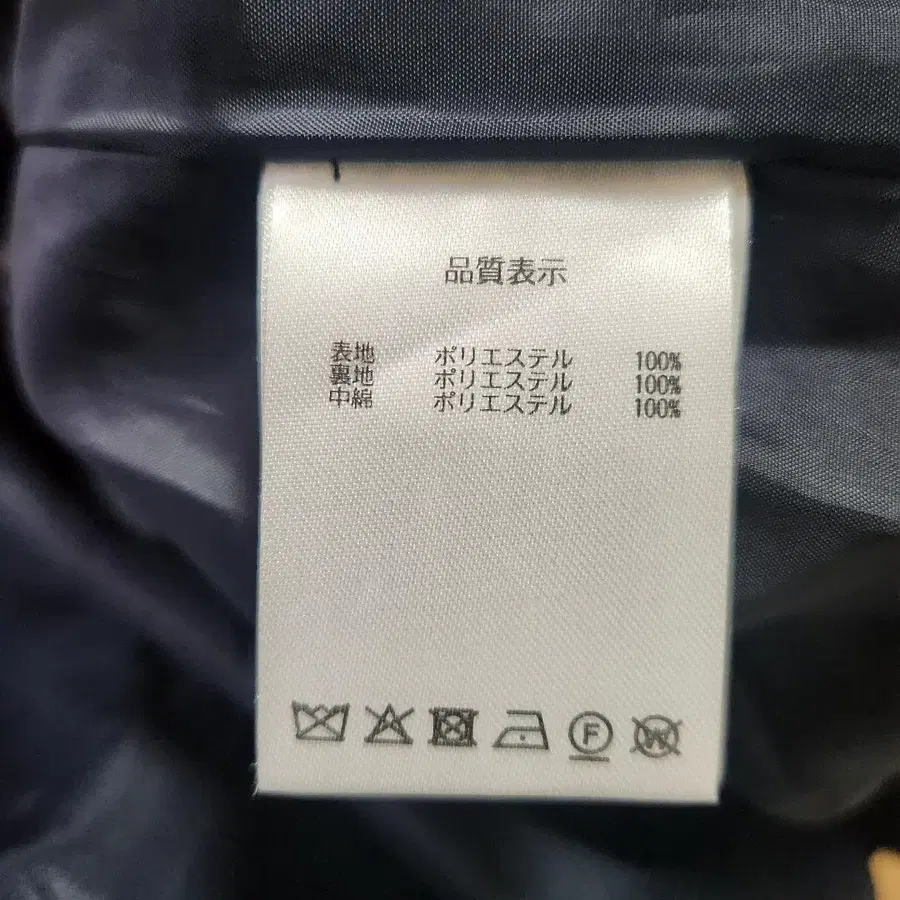 品質表示
表地 ポリエステル 100%
裏地 ポリエステル 100%
中綿 ポリエステル 100%
F W